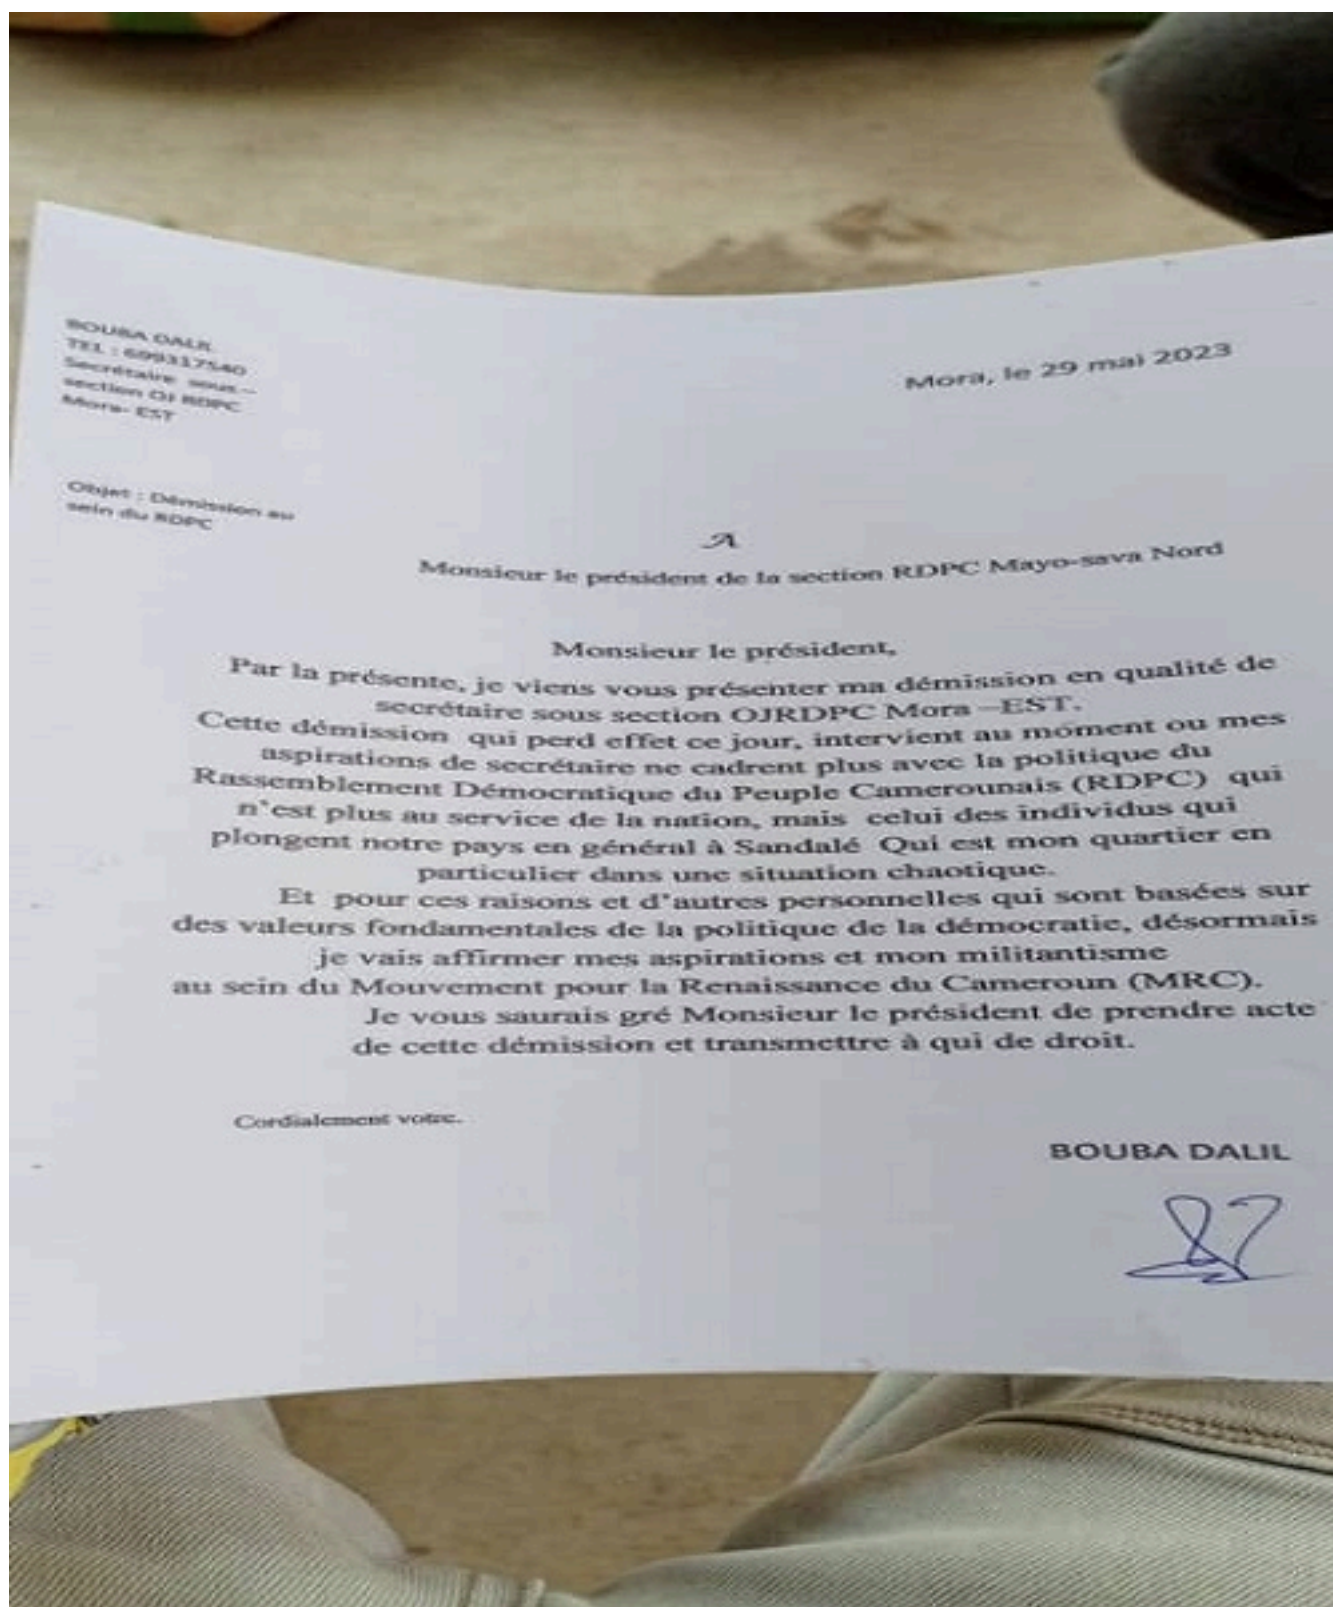 BOUBA DALIL
TEL : 699317540
Secrétaire sous –
section OJ RDPC
Mora- EST
Mora, le 29 mai 2023
Objet : Démission au
sein du RDPC
A
Monsieur le président de la section RDPC Mayo-sava Nord
Monsieur le président,
Par la présente, je viens vous présenter ma démission en qualité de
secrétaire sous section OJRDPC Mora –EST.
Cette démission qui perd effet ce jour, intervient au moment ou mes
aspirations de secrétaire ne cadrent plus avec la politique du
Rassemblement Démocratique du Peuple Camerounais (RDPC) qui
n'est plus au service de la nation, mais celui des individus qui
plongent notre pays en général à Sandalé Qui est mon quartier en
particulier dans une situation chaotique.
Et pour ces raisons et d'autres personnelles qui sont basées sur
des valeurs fondamentales de la politique de la démocratie, désormais
je vais affirmer mes aspirations et mon militantisme
au sein du Mouvement pour la Renaissance du Cameroun (MRC).
Je vous saurais gré Monsieur le président de prendre acte
de cette démission et transmettre à qui de droit.
Cordialement votre.
BOUBA DALIL